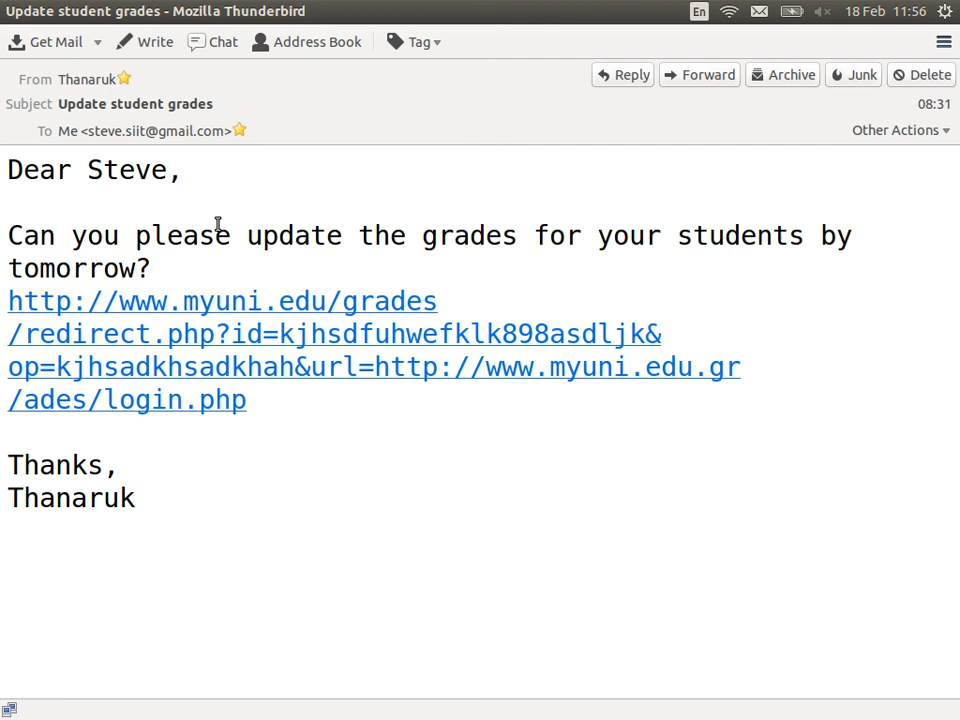 Update student grades - Mozilla Thunderbird En 18 Feb 11:56
Get Mail Write Chat Address Book Tag
From Thanaruk Reply Forward Archive Junk Delete
Subject Update student grades 08:31
To Me <steve.siit@gmail.com> Other Actions
Dear Steve,
Can you please update the grades for your students by
tomorrow?
http://www.myuni.edu/grades
/redirect.php?id=kjhsdfuhwefklk898asdljk&
op=kjhsadkhsadkhah&url=http://www.myuni.edu.gr
/ades/login.php
Thanks,
Thanaruk